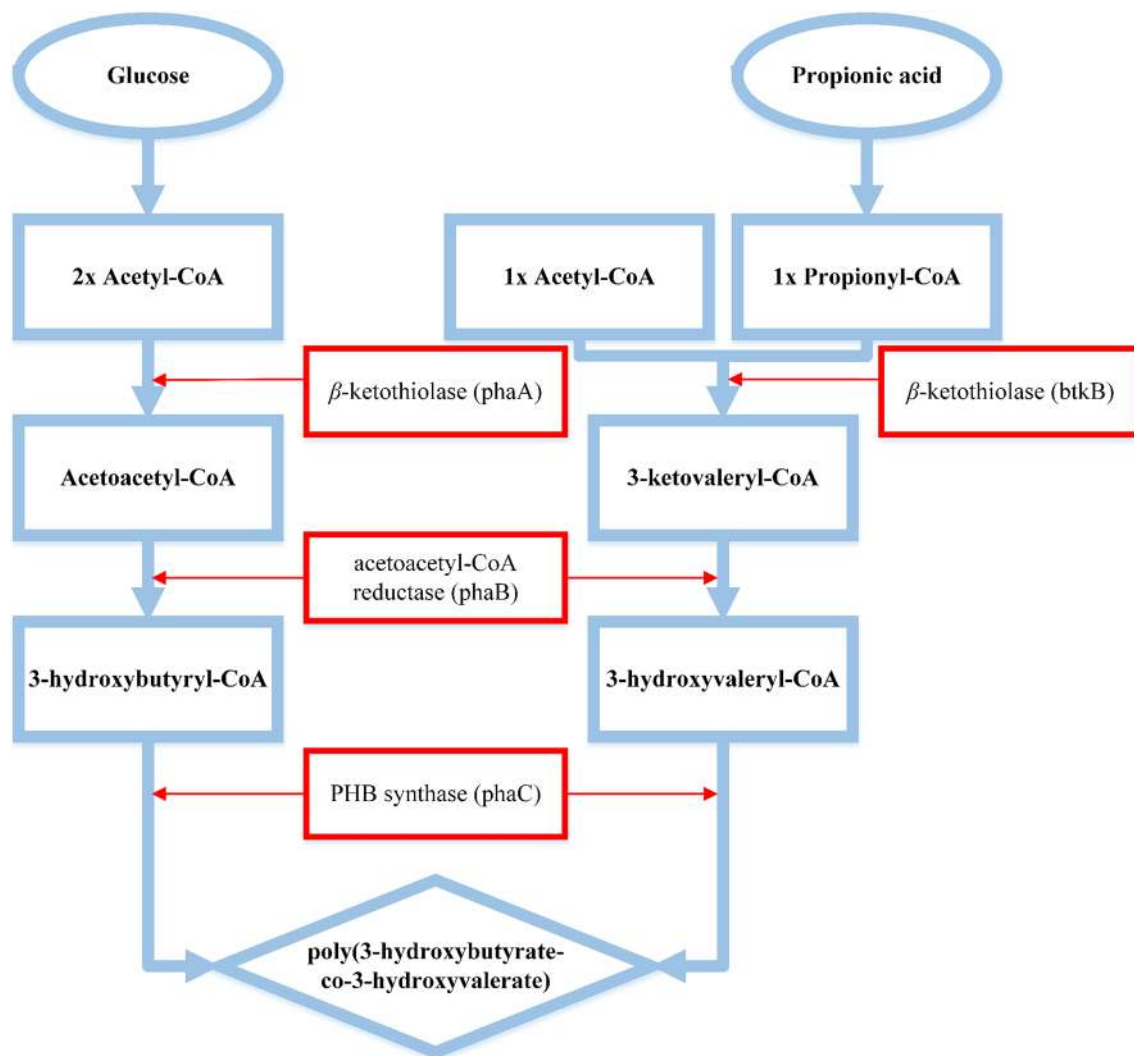 Glucose
Propionic acid
2x Acetyl-CoA
1x Acetyl-CoA
1x Propionyl-CoA
β-ketothiolase (phaA)
β-ketothiolase (btkB)
Acetoacetyl-CoA
3-ketovaleryl-CoA
acetoacetyl-CoA
reductase (phaB)
3-hydroxybutyryl-CoA
3-hydroxyvaleryl-CoA
PHB synthase (phaC)
poly(3-hydroxybutyrate-
co-3-hydroxyvalerate)